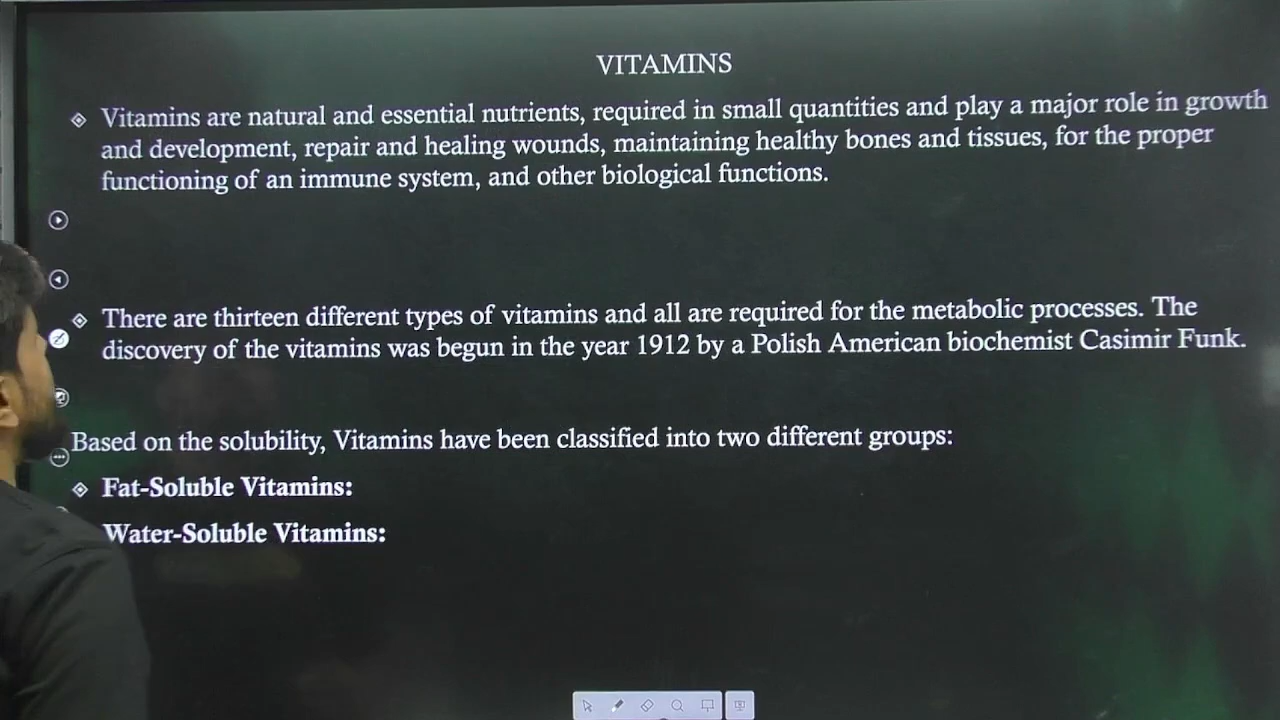 VITAMINS
Vitamins are natural and essential nutrients, required in small quantities and play a major role in growth
and development, repair and healing wounds, maintaining healthy bones and tissues, for the proper
functioning of an immune system, and other biological functions.
There are thirteen different types of vitamins and all are required for the metabolic processes. The
discovery of the vitamins was begun in the year 1912 by a Polish American biochemist Casimir Funk.
Based on the solubility, Vitamins have been classified into two different groups:
Fat-Soluble Vitamins:
Water-Soluble Vitamins: